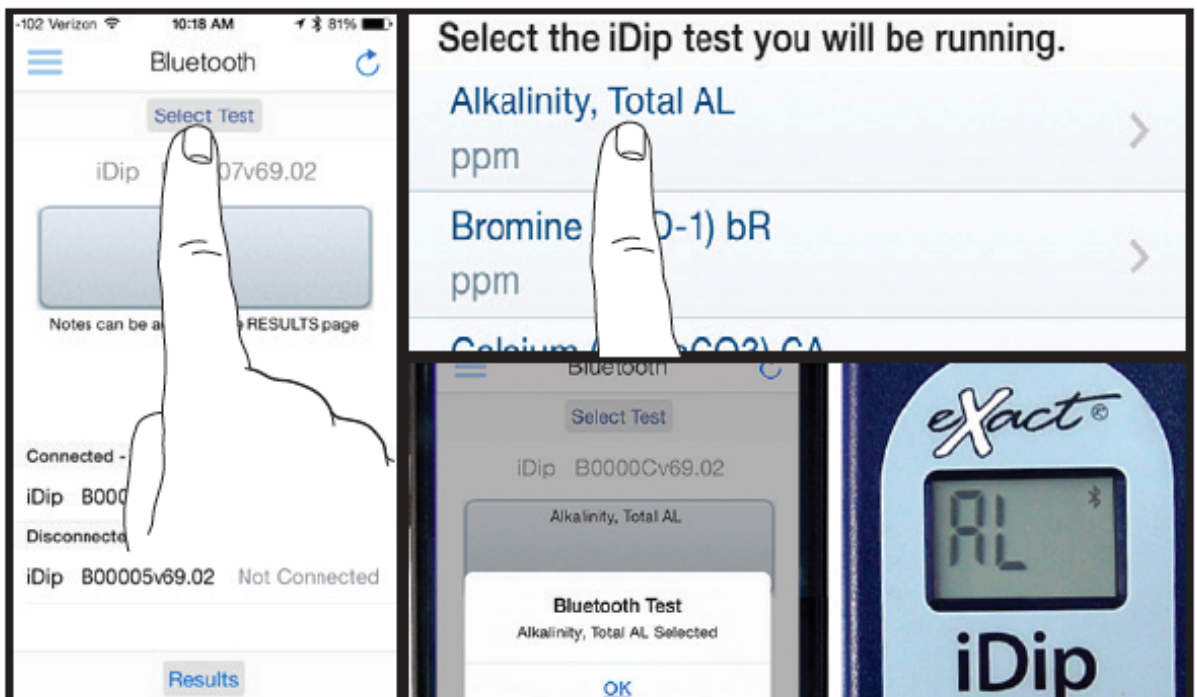 -102 Verizon 10:18 AM 81%
Bluetooth
Select Test
iDip 07v69.02
Notes can be a RESULTS page
Connected -
iDip B000
Disconnecte
iDip B00005v69.02 Not Connected
Results
Select the iDip test you will be running.
Alkalinity, Total AL
ppm
Bromine D-1) bR
ppm
CA
Bluetooth
Select Test
iDip B0000Cv69.02
Alkalinity, Total AL
Bluetooth Test
Alkalinity, Total AL Selected
OK
eXact®
AL
iDip